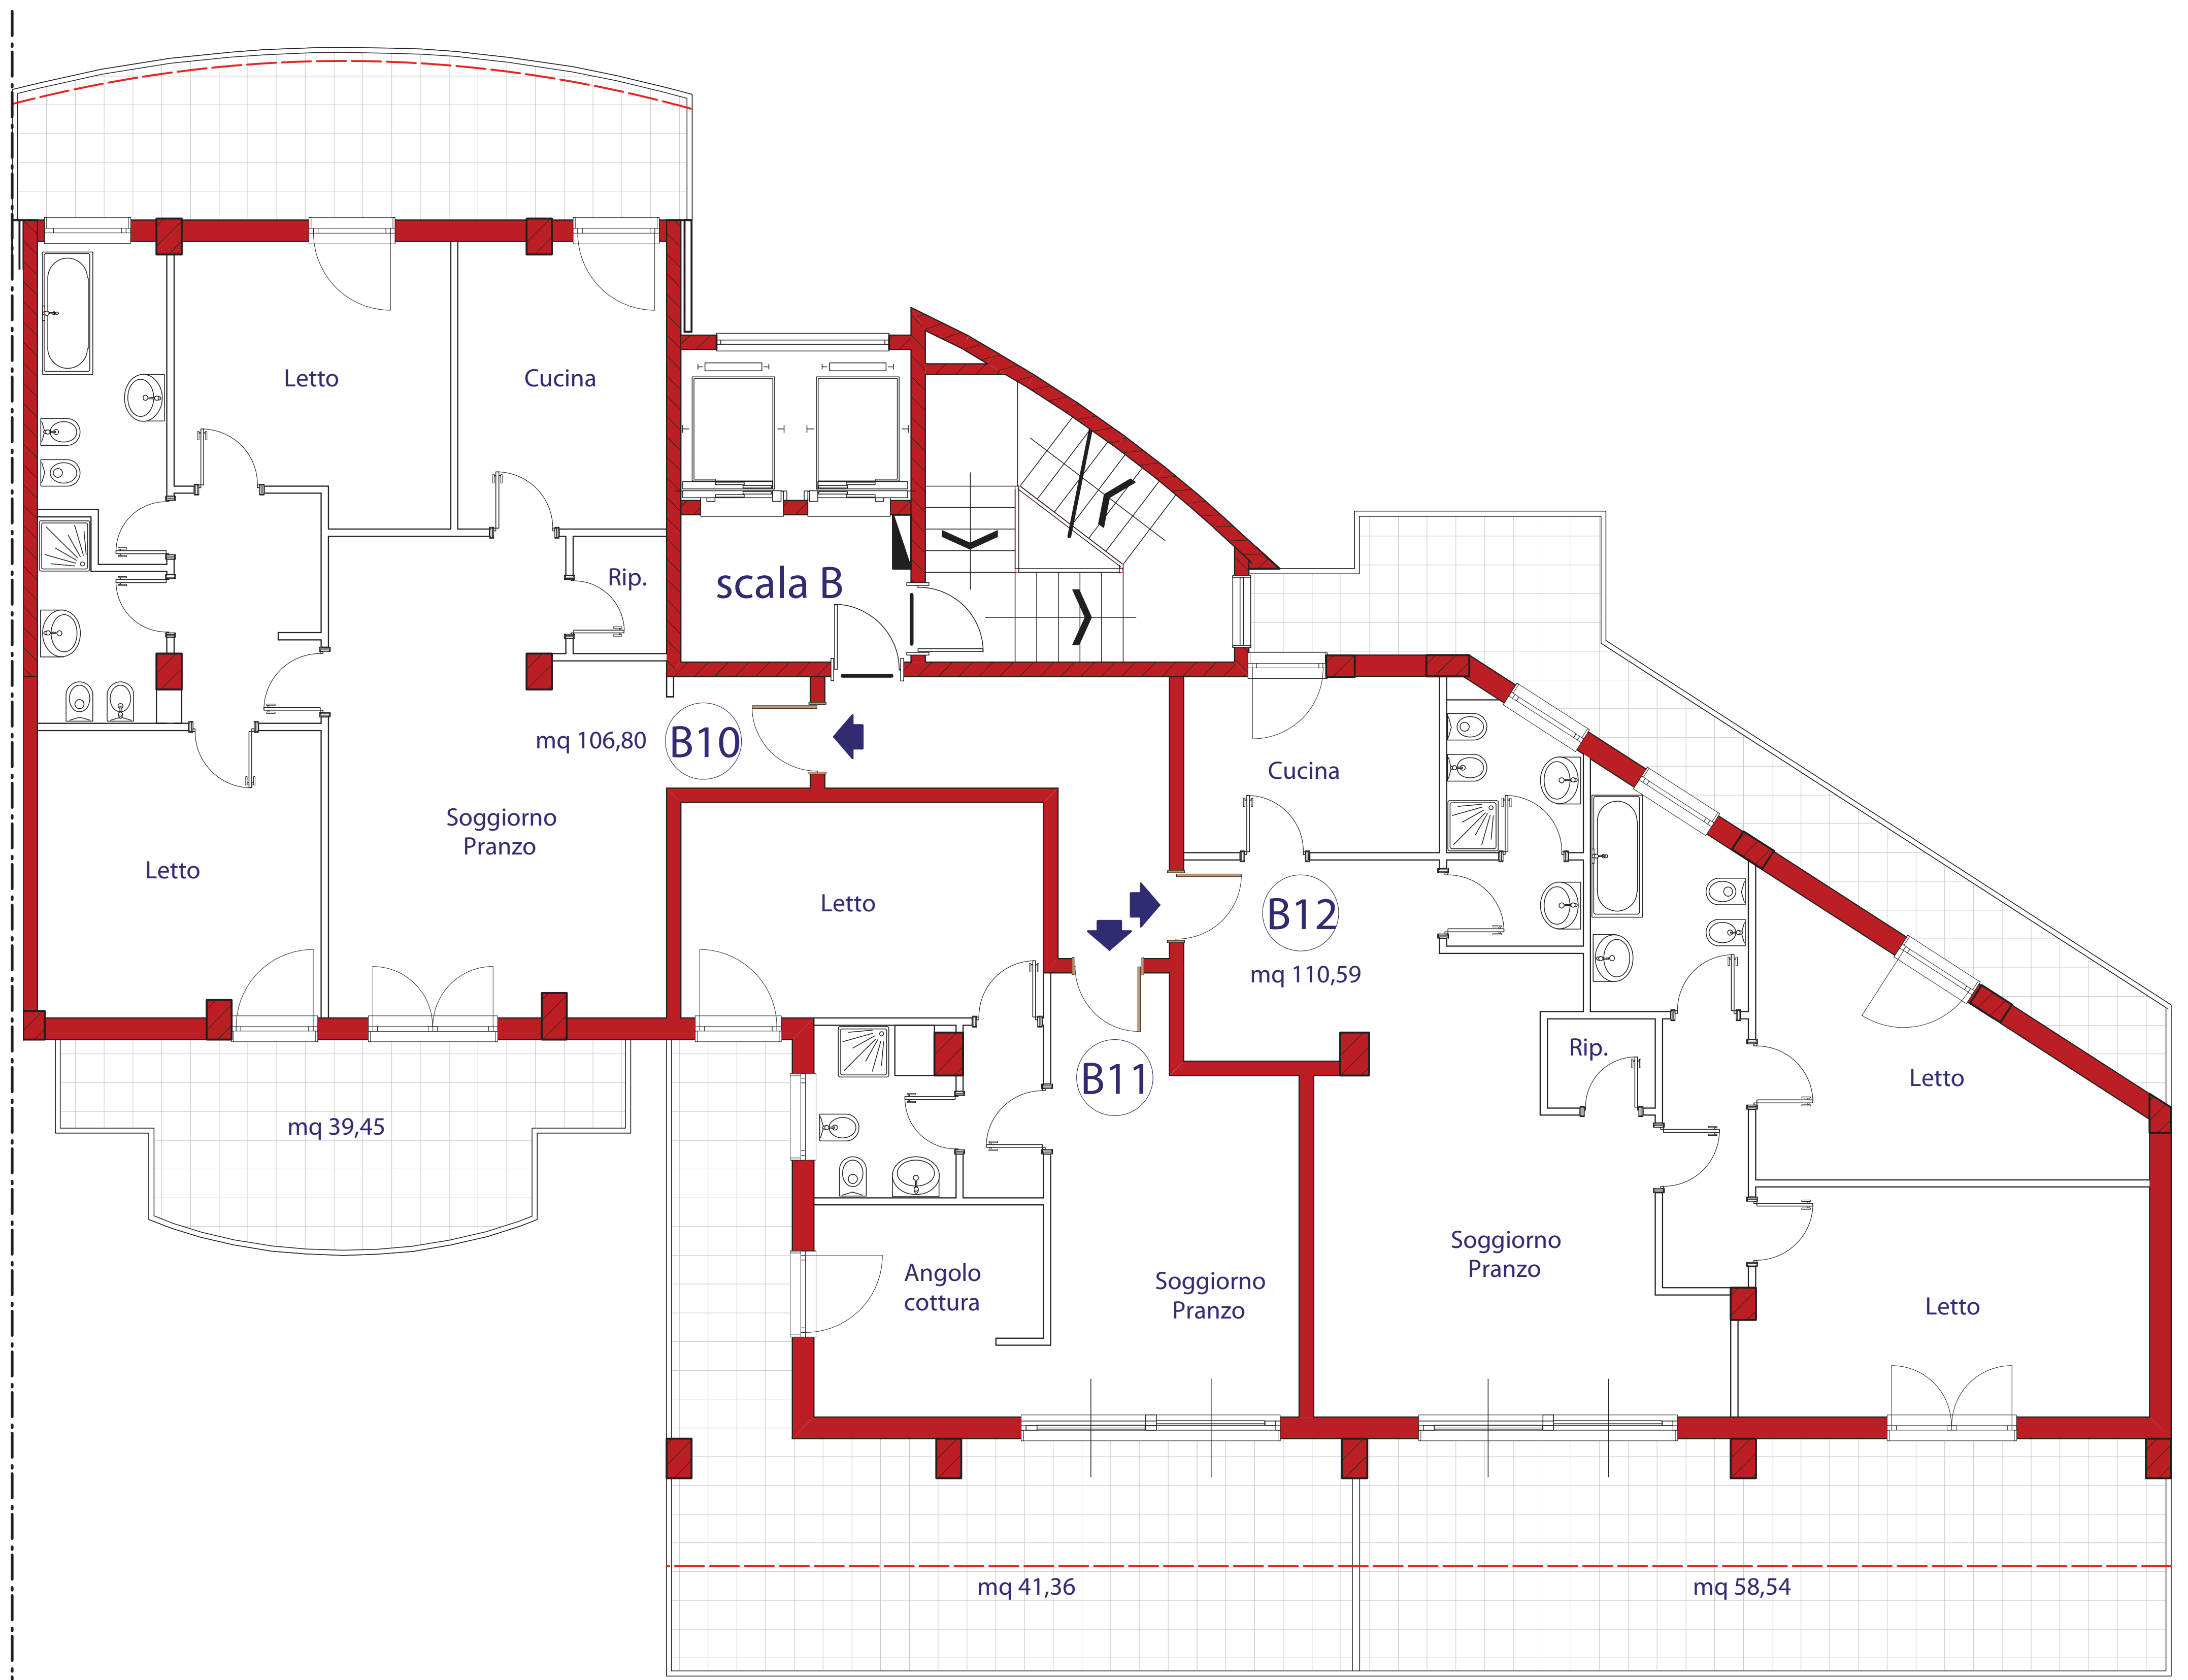 Letto
Cucina
Rip.
scala B
mq 106,80
B10
Soggiorno
Pranzo
Letto
mq 39,45
Letto
B11
Angolo
cottura
Soggiorno
Pranzo
mq 41,36
Cucina
B12
mq 110,59
Rip.
Letto
Soggiorno
Pranzo
Letto
mq 58,54